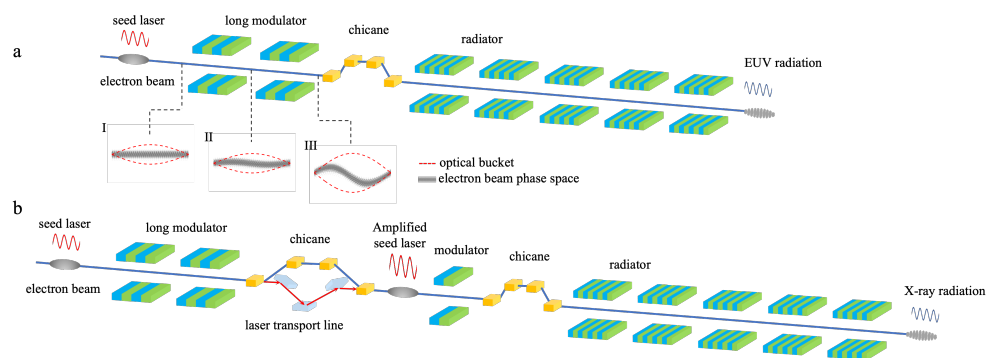 a
seed laser
long modulator
chicane
radiator
EUV radiation
electron beam
I
II
III
optical bucket
electron beam phase space
b
seed laser
long modulator
chicane
Amplified
seed laser
modulator
chicane
radiator
X-ray radiation
electron beam
laser transport line